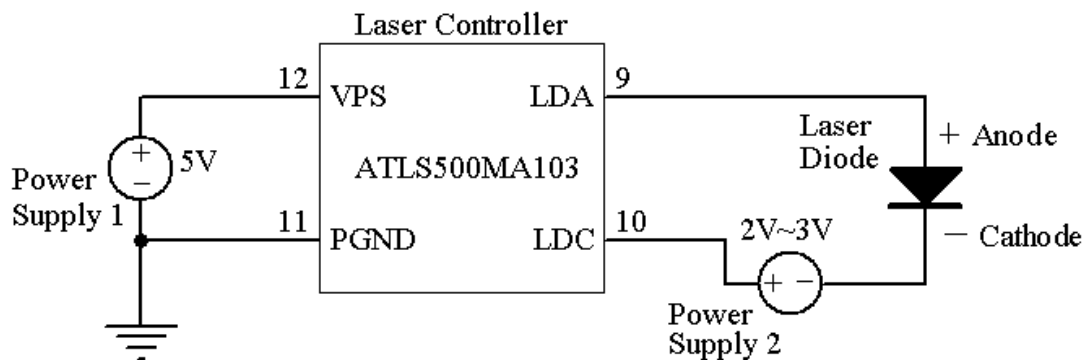 Laser Controller
12
VPS
LDA
9
5V
Power
Supply 1
ATLS500MA103
Laser
Diode
+ Anode
11
PGND
LDC
10
2V~3V
− Cathode
+
−
+ −
Power
Supply 2